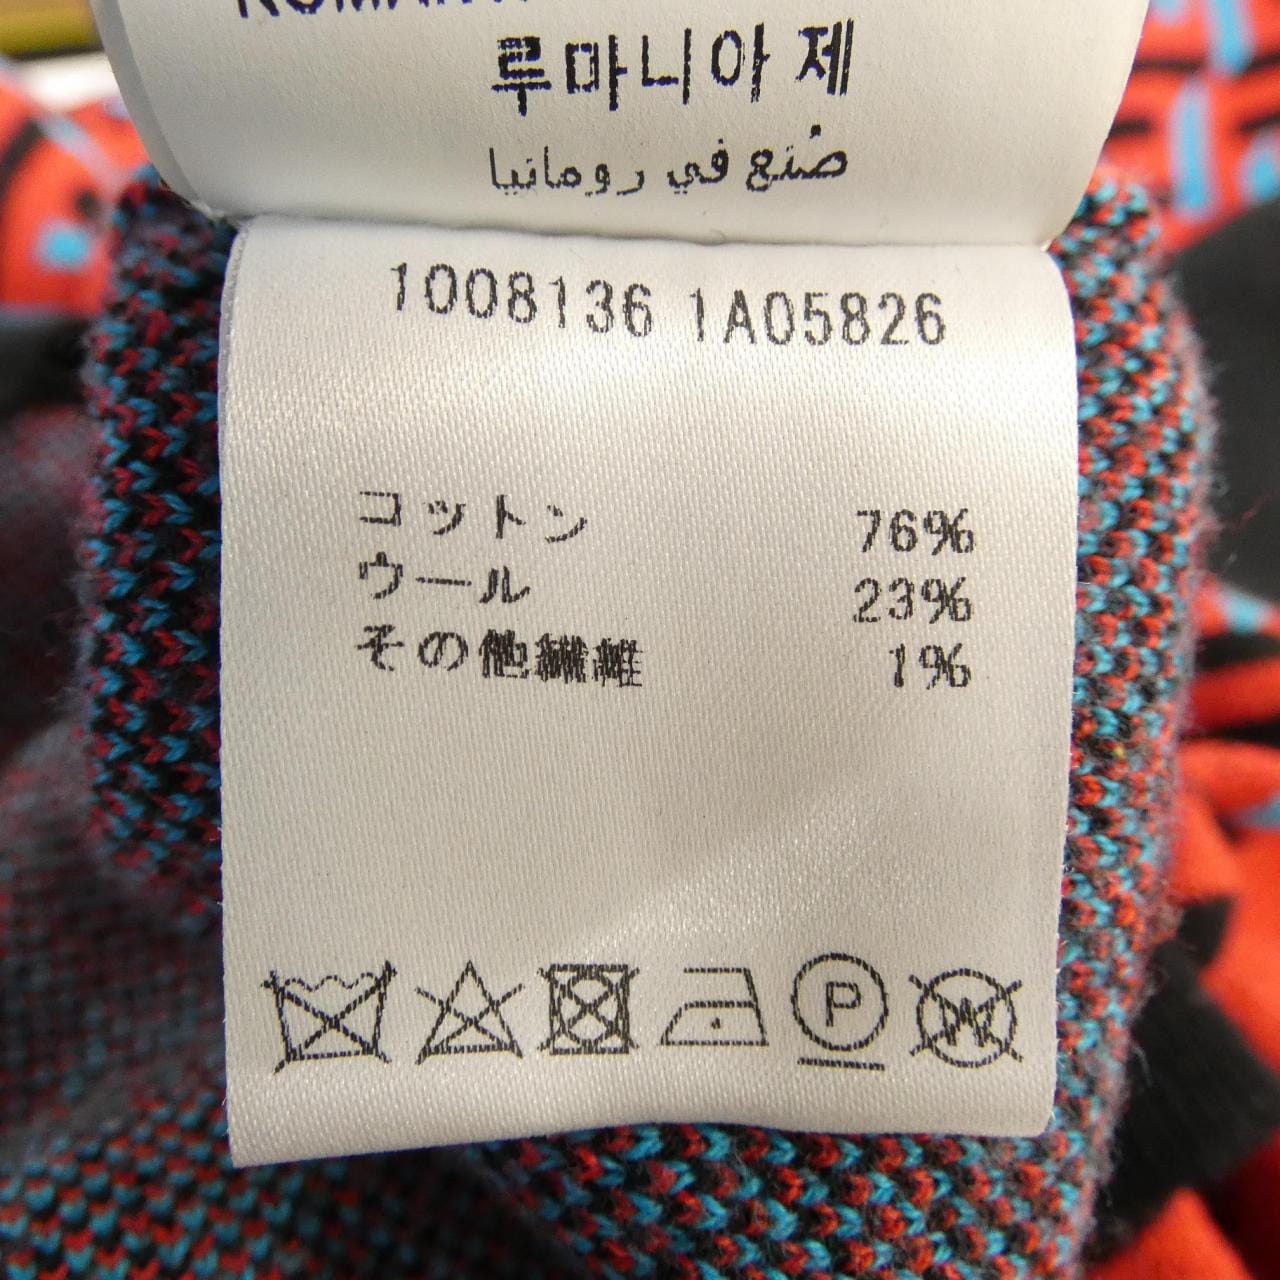 루마니아 제
صُنع في رومانيا
1008136 1A05826
コットン 76%
ウール 23%
その他繊維 1%
P
W